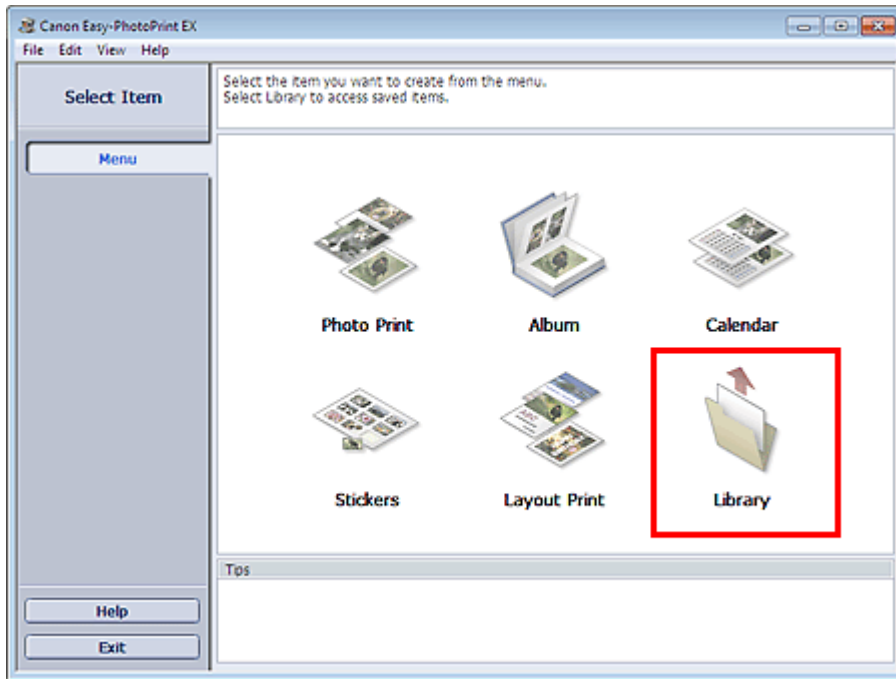 Canon Easy-PhotoPrint EX
File Edit View Help
Select Item
Select the item you want to create from the menu.
Select Library to access saved items.
Menu
Photo Print
Album
Calendar
Stickers
Layout Print
Library
Tips
Help
Exit